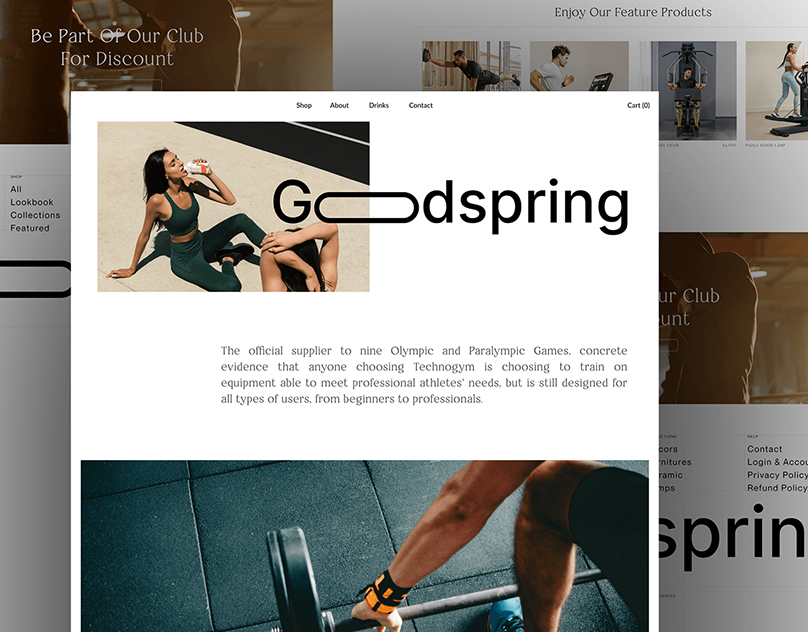 Be Part Of Our Club
For Discount
Enjoy Our Feature Products
Shop About Drinks Contact Cart (0)
Goodspring
The official supplier to nine Olympic and Paralympic Games, concrete
evidence that anyone choosing Technogym is choosing to train on
equipment able to meet professional athletes' needs, but is still designed for
all types of users, from beginners to professionals.
SHOP
All
Lookbook
Collections
Featured
ur Club
unt
HELP
Contact
Login & Accou
Privacy Policy
Refund Policy
cors
rnitures
ramic
mps
sprin